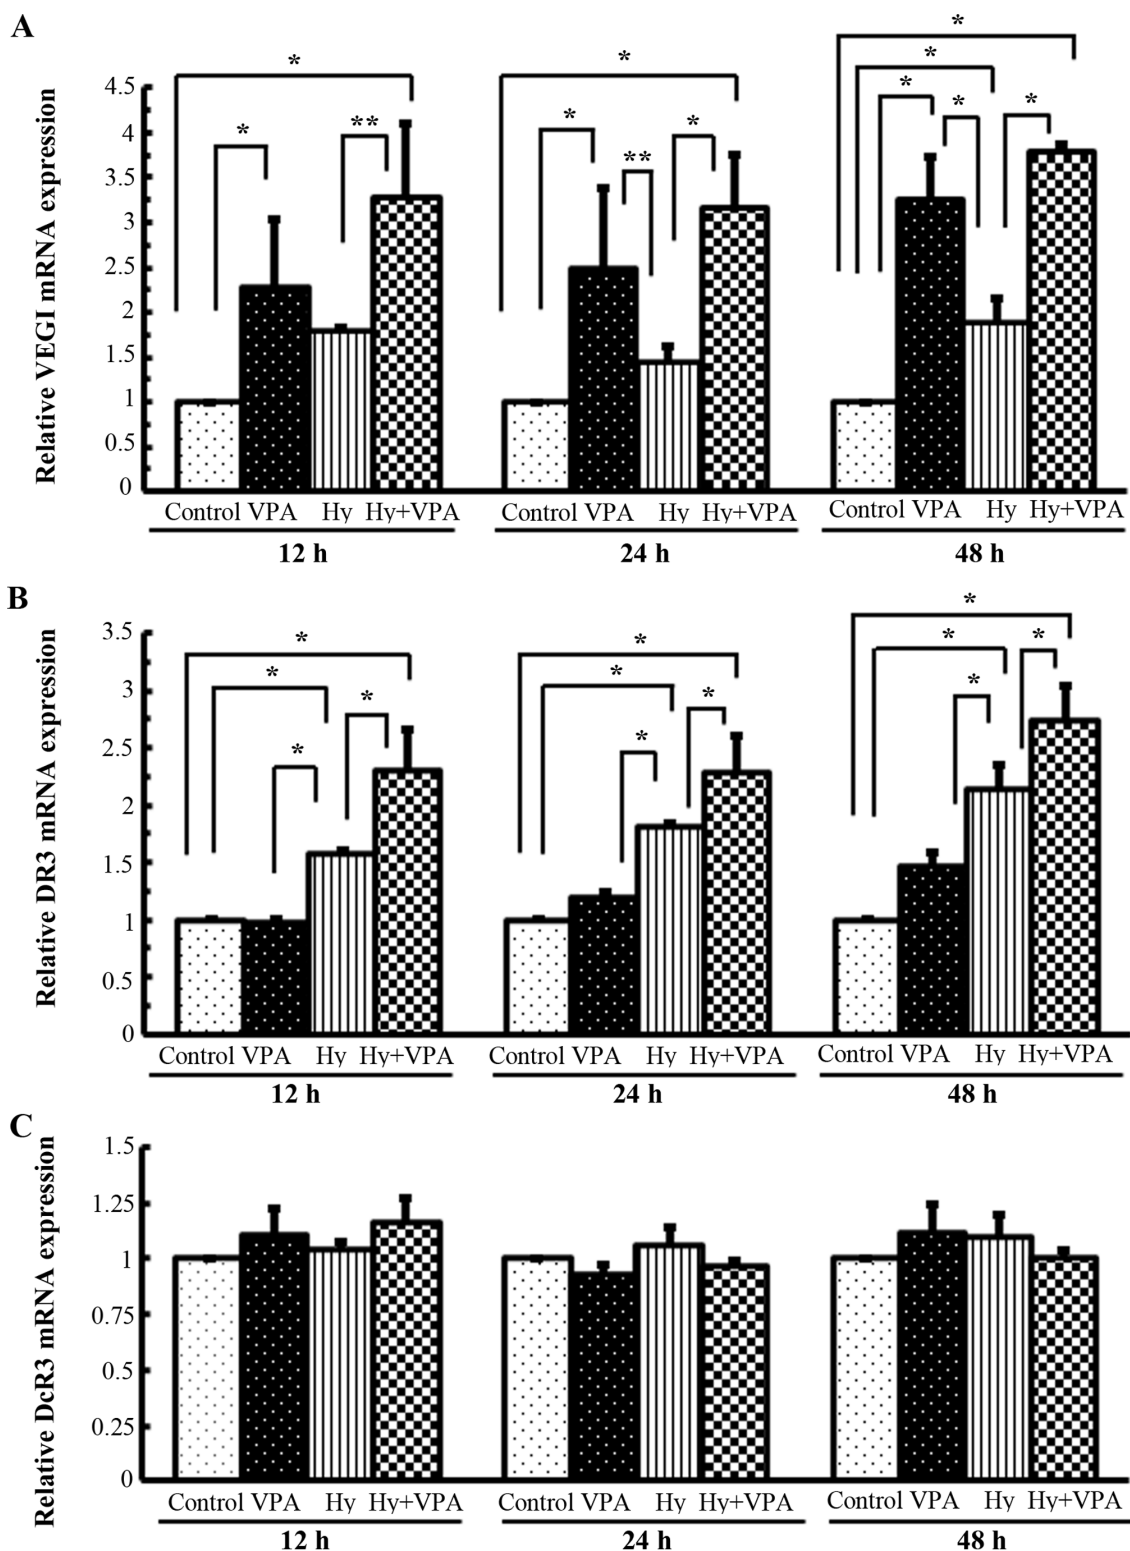 A
Relative VEGI mRNA expression
* * * *
4.5 * ** * * ** * * * *
4
3.5
3
2.5
2
1.5
1
0.5
0
Control VPA Hy Hy+VPA Control VPA Hy Hy+VPA Control VPA Hy Hy+VPA
12 h 24 h 48 h
B
Relative DR3 mRNA expression
3.5 * * * * * * * * * * * *
3
2.5
2
1.5
1
0.5
0
Control VPA Hy Hy+VPA Control VPA Hy Hy+VPA Control VPA Hy Hy+VPA
12 h 24 h 48 h
C
Relative DcR3 mRNA expression
1.5
1.25
1
0.75
0.5
0.25
0
Control VPA Hy Hy+VPA Control VPA Hy Hy+VPA Control VPA Hy Hy+VPA
12 h 24 h 48 h